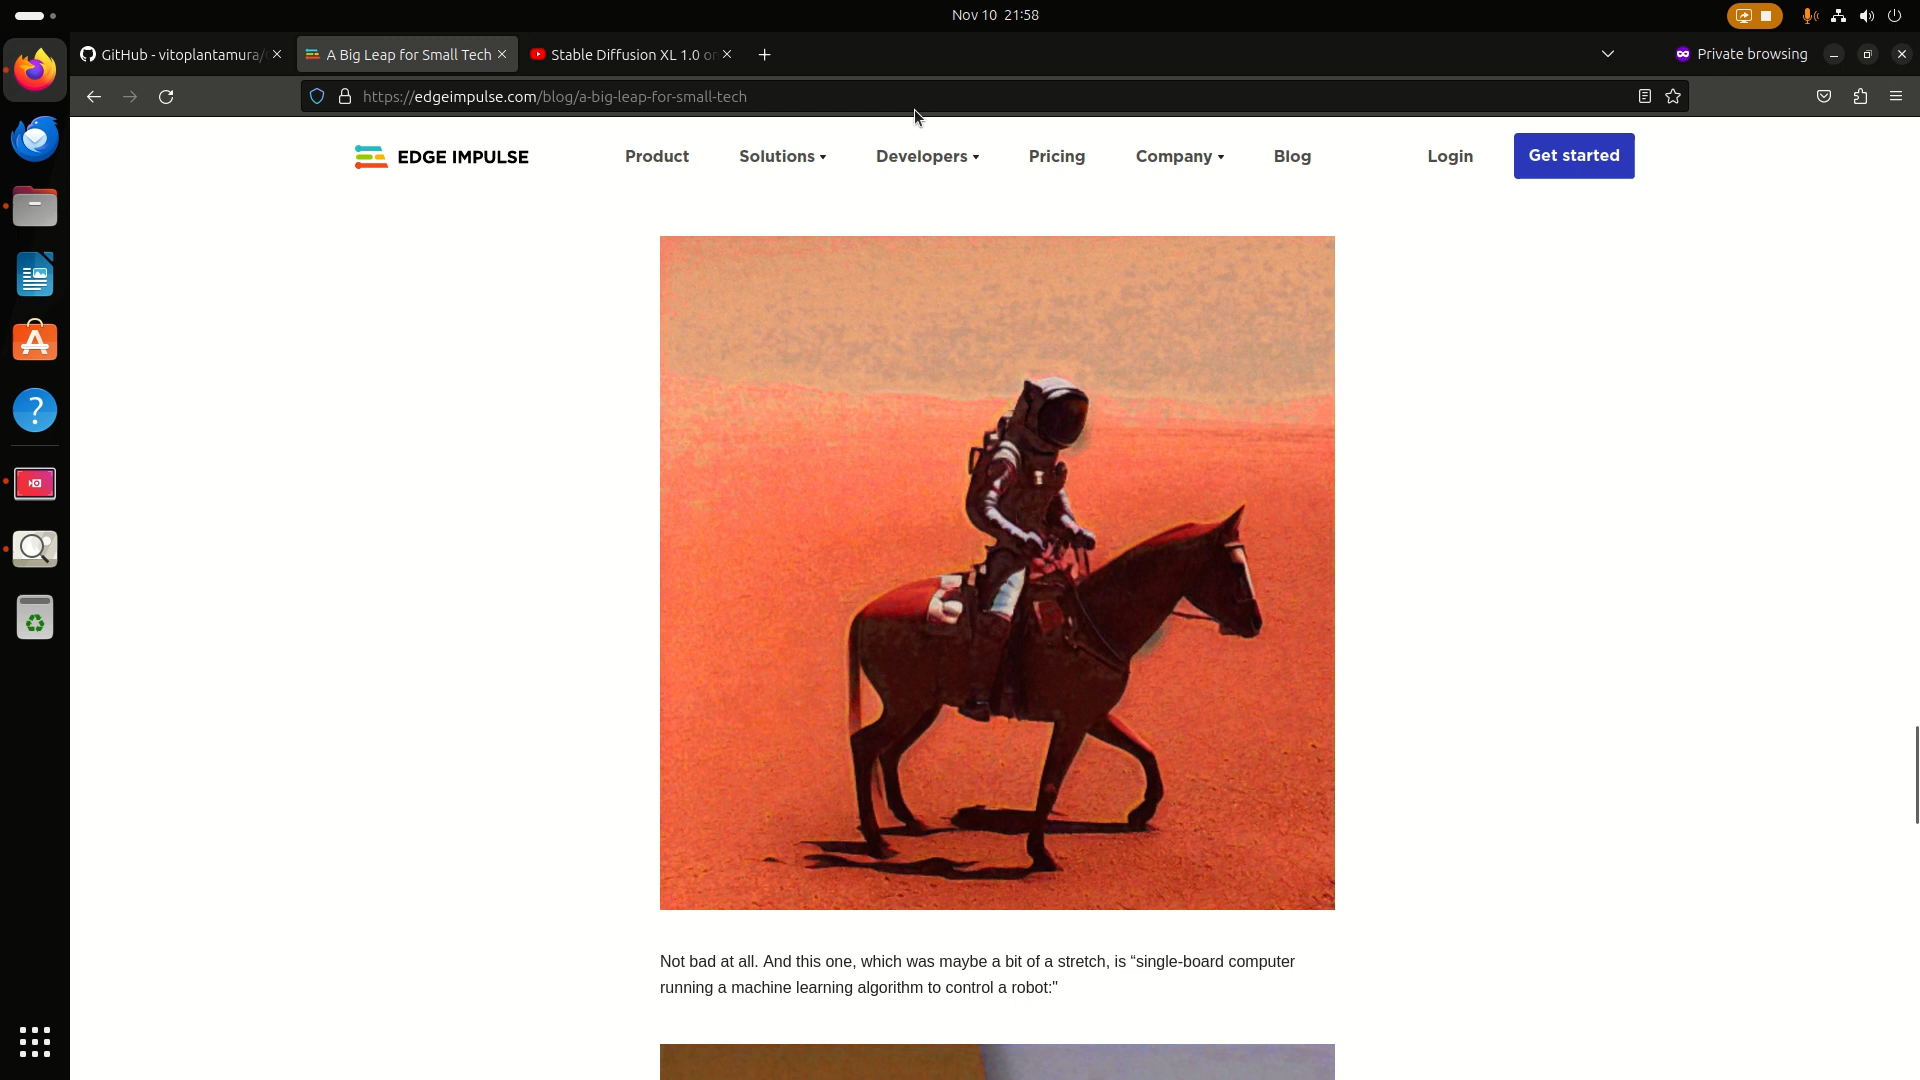 Nov 10 21:58
GitHub - vitoplantamura/
A Big Leap for Small Tech
Stable Diffusion XL 1.0 or
Private browsing
https://edgeimpulse.com/blog/a-big-leap-for-small-tech
EDGE IMPULSE
Product
Solutions
Developers
Pricing
Company
Blog
Login
Get started
Not bad at all. And this one, which was maybe a bit of a stretch, is “single-board computer
running a machine learning algorithm to control a robot:"